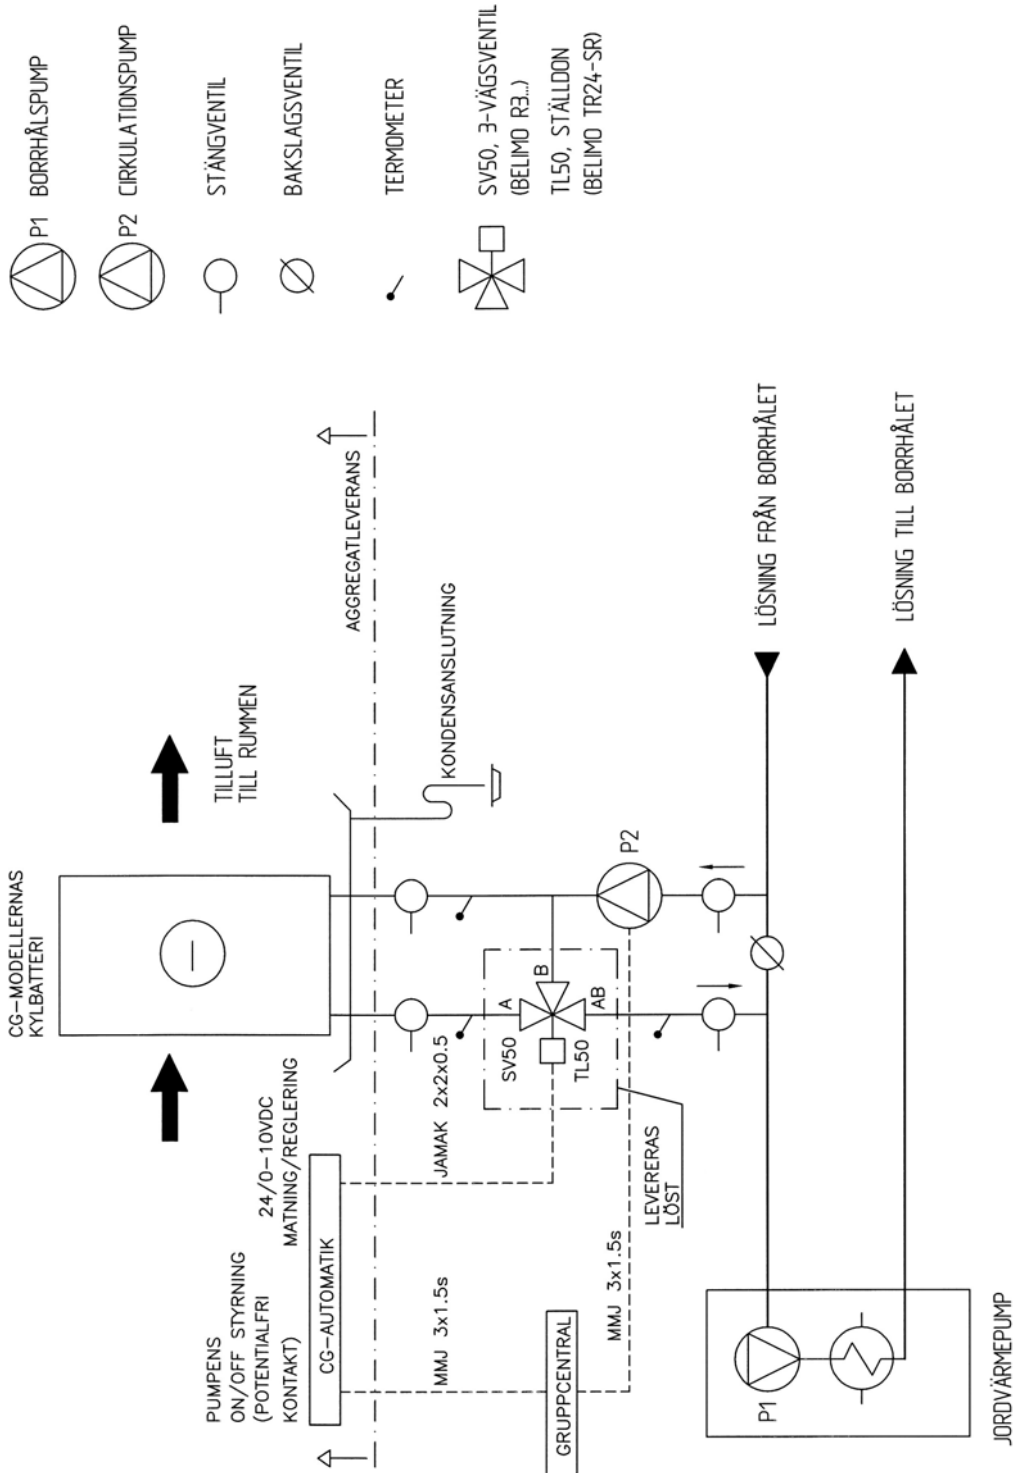 P1 BORRHÅLSPUMP
P2 CIRKULATIONSPUMP
STÄNGVENTIL
BAKSLAGSVENTIL
TERMOMETER
SV50, 3-VÄGSVENTIL
(BELIMO R3...)
TL50, STÄLLDON
(BELIMO TR24-SR)
CG-MODELLERNAS
KYLBATTERI
TILLUFT
TILL RUMMEN
AGGREGATLEVERANS
KONDENSANSLUTNING
PUMPENS
ON/OFF STYRNING
(POTENTIALFRI
KONTAKT)
24/0-10VDC
MATNING/REGLERING
CG-AUTOMATIK
JAMAK 2x2x0.5
MMJ 3x1.5s
SV50
A
B
AB
TL50
P2
LEVERERAS
LÖST
MMJ 3x1.5s
GRUPPCENTRAL
LÖSNING FRÅN BORRHÅLET
LÖSNING TILL BORRHÅLET
P1
JORDVÄRMEPUMP